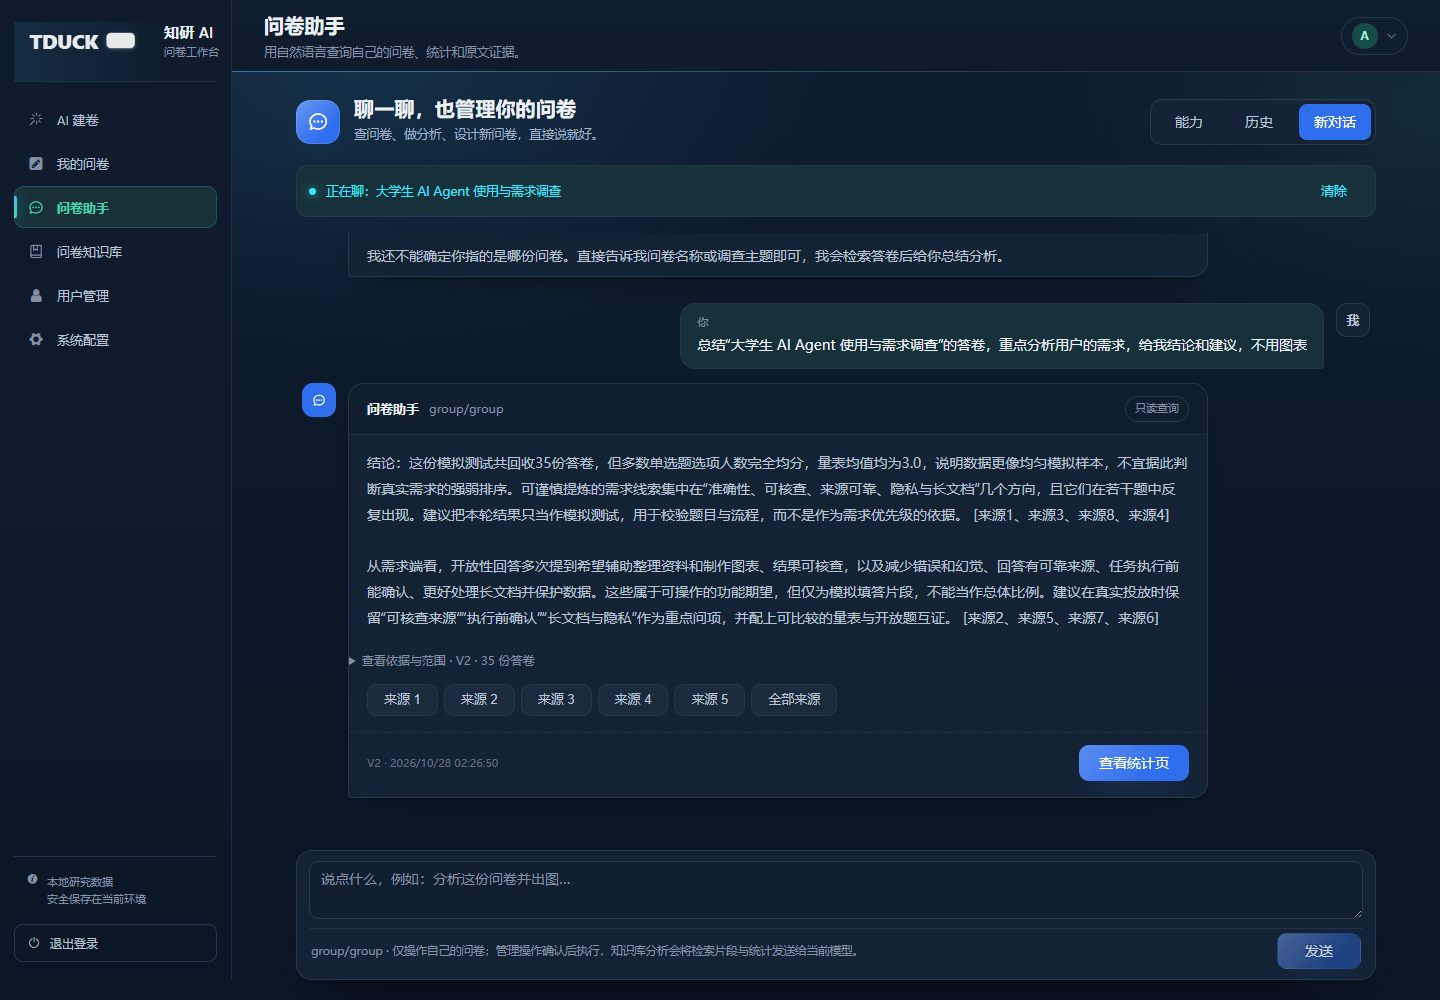 TDUCK
知研 AI
问卷工作台
AI 建卷
我的问卷
问卷助手
问卷知识库
用户管理
系统配置
本地研究数据
安全保存在当前环境
退出登录
问卷助手
用自然语言查询自己的问卷、统计和原文证据。
A
聊一聊，也管理你的问卷
查问卷、做分析、设计新问卷，直接说就好。
能力
历史
新对话
正在聊：大学生 AI Agent 使用与需求调查
清除
我还不能确定你指的是哪份问卷。直接告诉我问卷名称或调查主题即可，我会检索答卷后给你总结分析。
你
总结“大学生 AI Agent 使用与需求调查”的答卷，重点分析用户的需求，给我结论和建议，不用图表
我
问卷助手 group/group
只读查询
结论：这份模拟测试共回收35份答卷，但多数单选题选项人数完全均分，量表均值均为3.0，说明数据更像均匀模拟样本，不宜据此判
断真实需求的强弱排序。可谨慎提炼的需求线索集中在“准确性、可核查、来源可靠、隐私与长文档”几个方向，且它们在若干题中反
复出现。建议把本轮结果只当作模拟测试，用于校验题目与流程，而不是作为需求优先级的依据。 [来源1、来源3、来源8、来源4]
从需求端看，开放性回答多次提到希望辅助整理资料和制作图表、结果可核查，以及减少错误和幻觉、回答有可靠来源、任务执行前
能确认、更好处理长文档并保护数据。这些属于可操作的功能期望，但仅为模拟填答片段，不能当作总体比例。建议在真实投放时保
留“可核查来源”“执行前确认”“长文档与隐私”作为重点问项，并配上可比较的量表与开放题互证。 [来源2、来源5、来源7、来源6]
查看依据与范围 · V2 · 35 份答卷
来源 1
来源 2
来源 3
来源 4
来源 5
全部来源
V2 · 2026/10/28 02:26:50
查看统计页
说点什么，例如：分析这份问卷并出图...
group/group · 仅操作自己的问卷；管理操作确认后执行，知识库分析会将检索片段与统计发送给当前模型。
发送